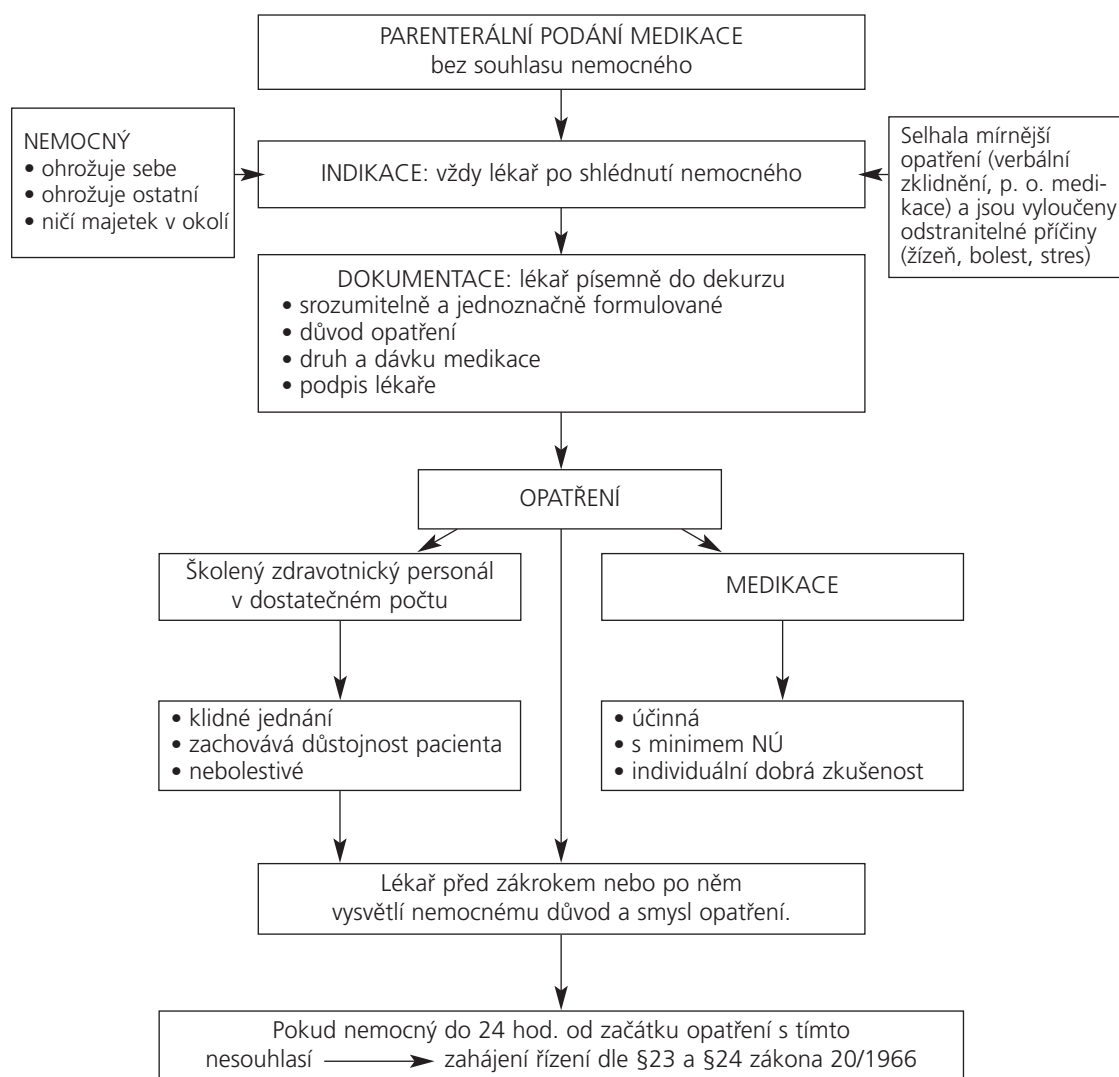 PARENTERÁLNÍ PODÁNÍ MEDIKACE
bez souhlasu nemocného
NEMOCNÝ
• ohrožuje sebe
• ohrožuje ostatní
• ničí majetek v okolí
INDIKACE: vždy lékař po shlédnutí nemocného
Selhala mírnější
opatření (verbální
zklidnění, p. o. medi-
kace) a jsou vyloučeny
odstranitelné příčiny
(žízeň, bolest, stres)
DOKUMENTACE: lékař písemně do dekurzu
• srozumitelně a jednoznačně formulované
• důvod opatření
• druh a dávku medikace
• podpis lékaře
OPATŘENÍ
Školený zdravotnický personál
v dostatečném počtu
MEDIKACE
• klidné jednání
• zachovává důstojnost pacienta
• nebolestivé
• účinná
• s minimem NÚ
• individuální dobrá zkušenost
Lékař před zákrokem nebo po něm
vysvětlí nemocnému důvod a smysl opatření.
Pokud nemocný do 24 hod. od začátku opatření s tímto
nesouhlasí zahájení řízení dle §23 a §24 zákona 20/1966